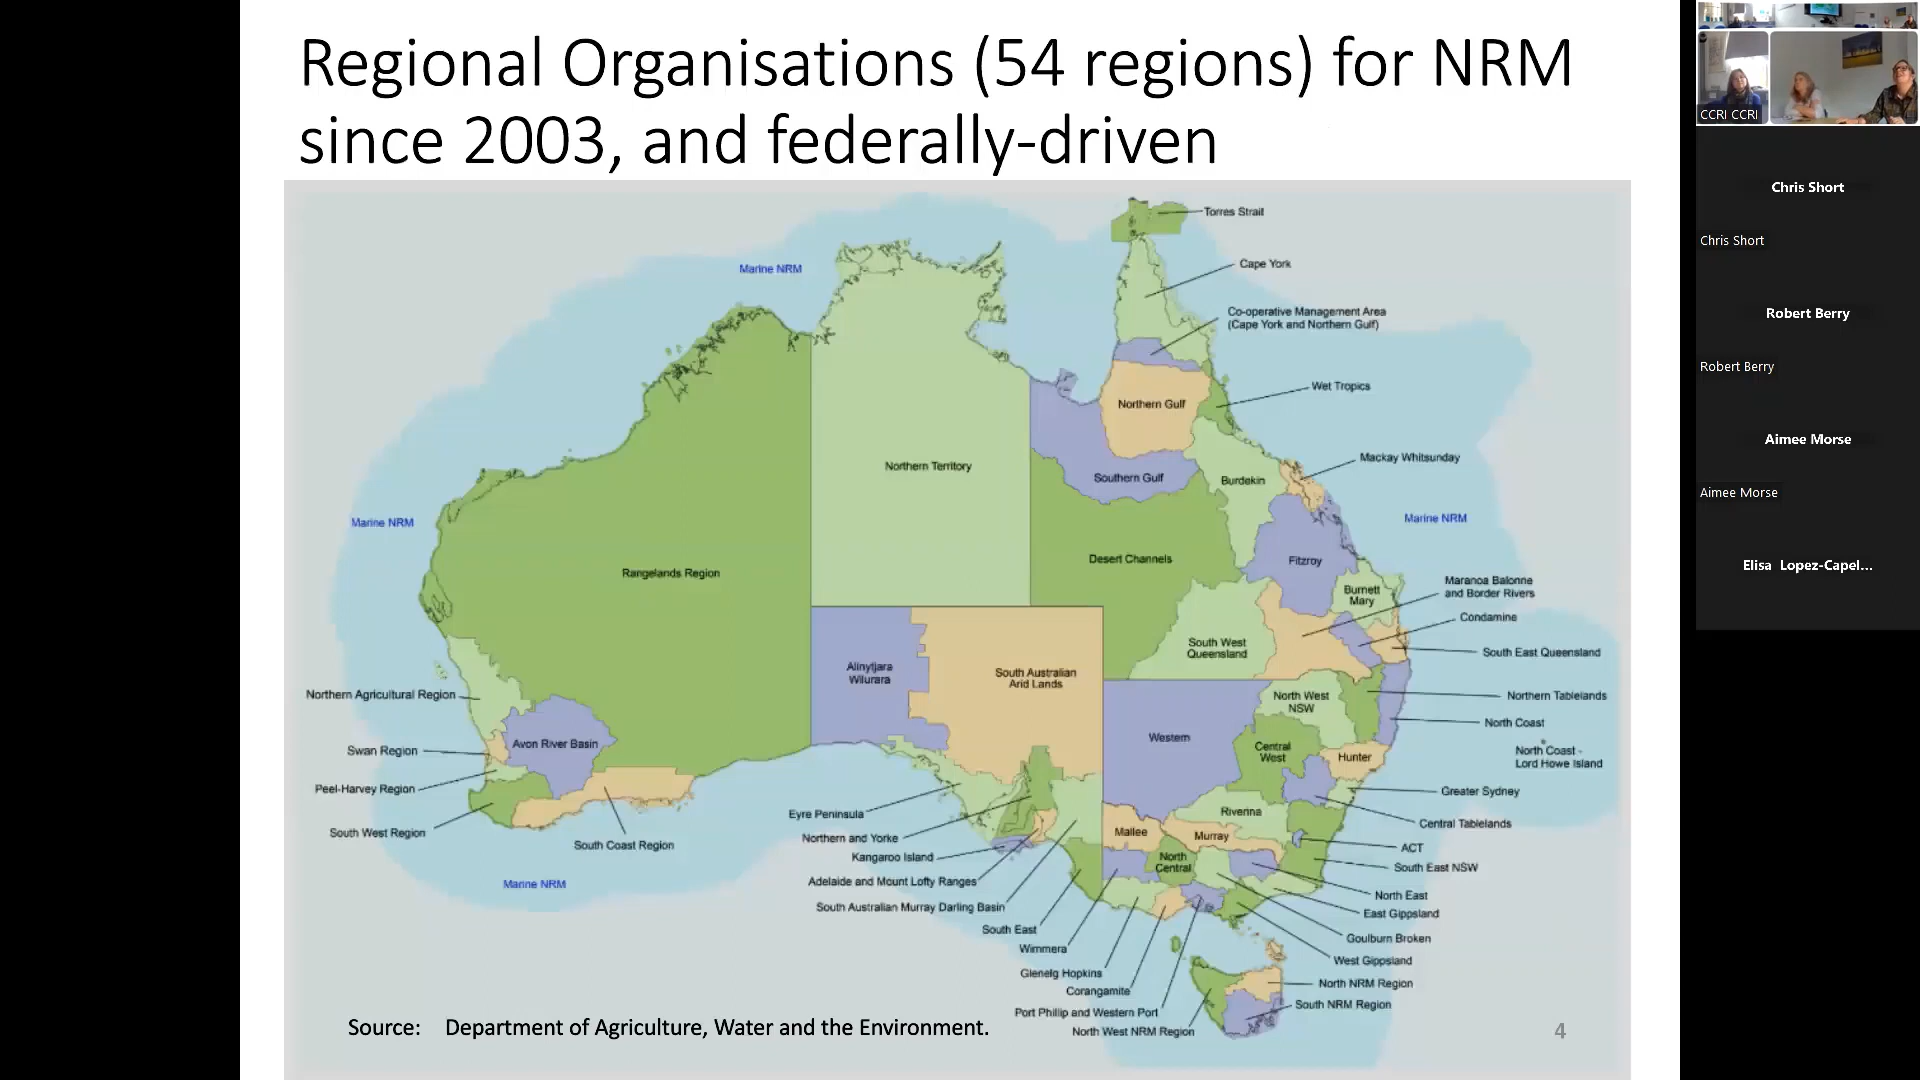 Regional Organisations (54 regions) for NRM
since 2003, and federally-driven
Torres Strait
Cape York
Marine NRM
Co-operative Management Area
(Cape York and Northern Gulf)
Wet Tropics
Northern Gulf
Mackay Whitsunday
Northern Territory
Southern Gulf
Burdekin
Marine NRM
Marine NRM
Desert Channels
Fitzroy
Rangelands Region
Maranoa Balonne
and Border Rivers
Burnett
Mary
Condamine
South West
Queensland
South East Queensland
Alinytjara
Wilurara
South Australian
Arid Lands
Northern Agricultural Region
North West
NSW
Northern Tablelands
North Coast
Swan Region
Avon River Basin
Western
Central
West
Hunter
North Coast -
Lord Howe Island
Peel-Harvey Region
Greater Sydney
Eyre Peninsula
Riverina
Central Tablelands
South West Region
South Coast Region
Northern and Yorke
Mallee
Murray
ACT
Kangaroo Island
North
Central
South East NSW
Marine NRM
Adelaide and Mount Lofty Ranges
North East
South Australian Murray Darling Basin
East Gippsland
South East
Goulburn Broken
Wimmera
West Gippsland
Glenelg Hopkins
North NRM Region
Corangamite
South NRM Region
Port Phillip and Western Port
North West NRM Region
Source: Department of Agriculture, Water and the Environment.
4
CCRI CCRI
Chris Short
Chris Short
Robert Berry
Robert Berry
Aimee Morse
Aimee Morse
Elisa Lopez-Capel...